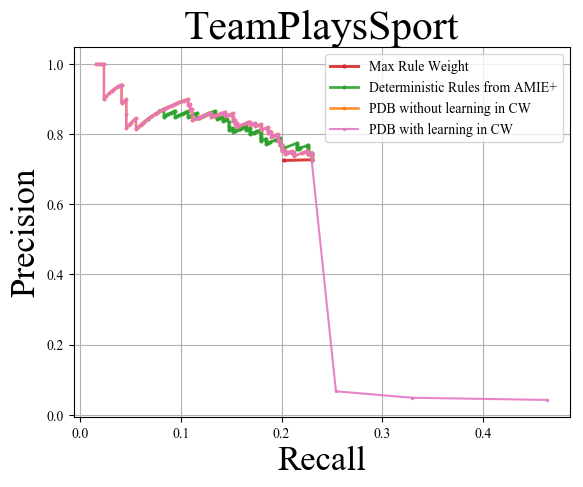 TeamPlaysSport
Max Rule Weight
Deterministic Rules from AMIE+
PDB without learning in CW
PDB with learning in CW
Precision
1.0
0.8
0.6
0.4
0.2
0.0
0.0
0.1
0.2
0.3
0.4
Recall